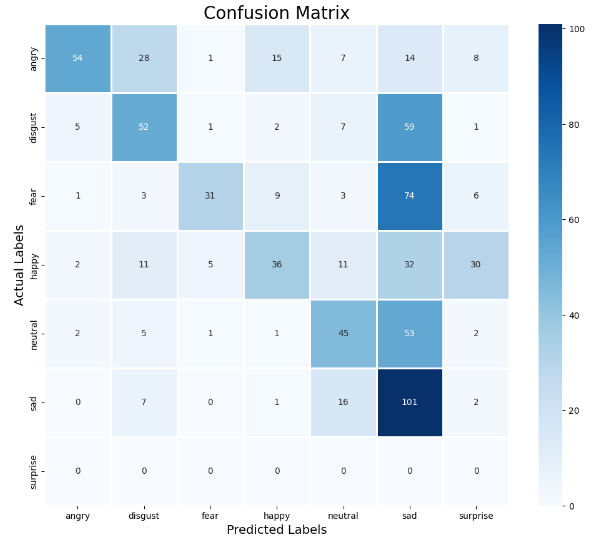 Confusion Matrix
Actual Labels
angry 54 28 1 15 7 14 8
disgust 5 52 1 2 7 59 1
fear 1 3 31 9 3 74 6
happy 2 11 5 36 11 32 30
neutral 2 5 1 1 45 53 2
sad 0 7 0 1 16 101 2
surprise 0 0 0 0 0 0 0
angry disgust fear happy neutral sad surprise
Predicted Labels
100
80
60
40
20
0